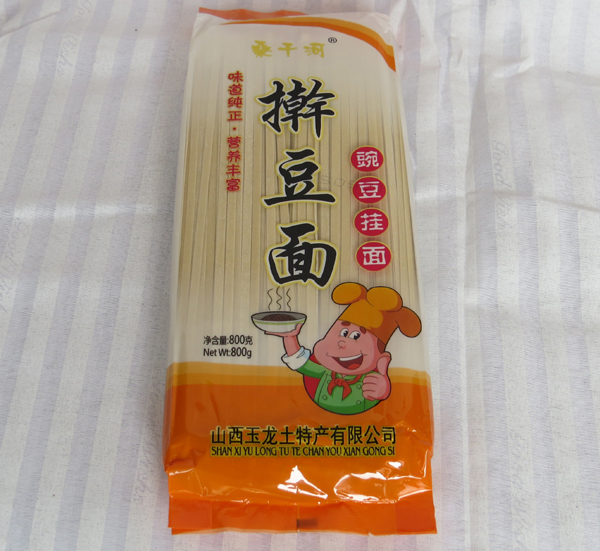 桑干河®
味道纯正·营养丰富
擀豆面
豌豆挂面
净含量:800克
Net Wt:800g
山西玉龙土特产有限公司
SHAN XI YU LONG TU TE CHAN YOU XIAN GONG SI